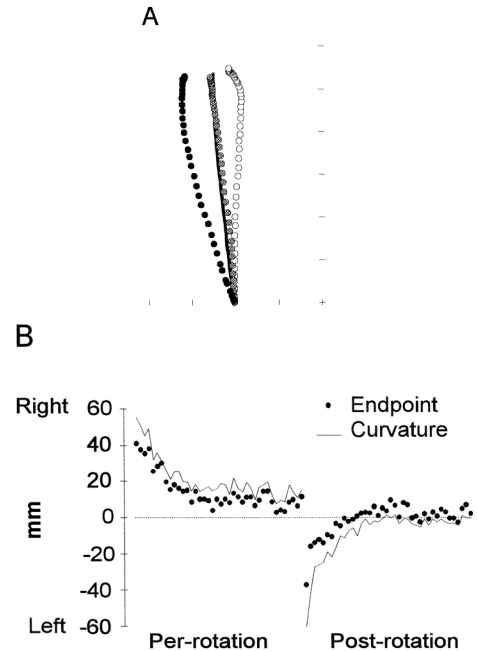 A
B
Right 60
40
20
0
mm
-20
-40
Left -60
Endpoint
Curvature
Per-rotation Post-rotation